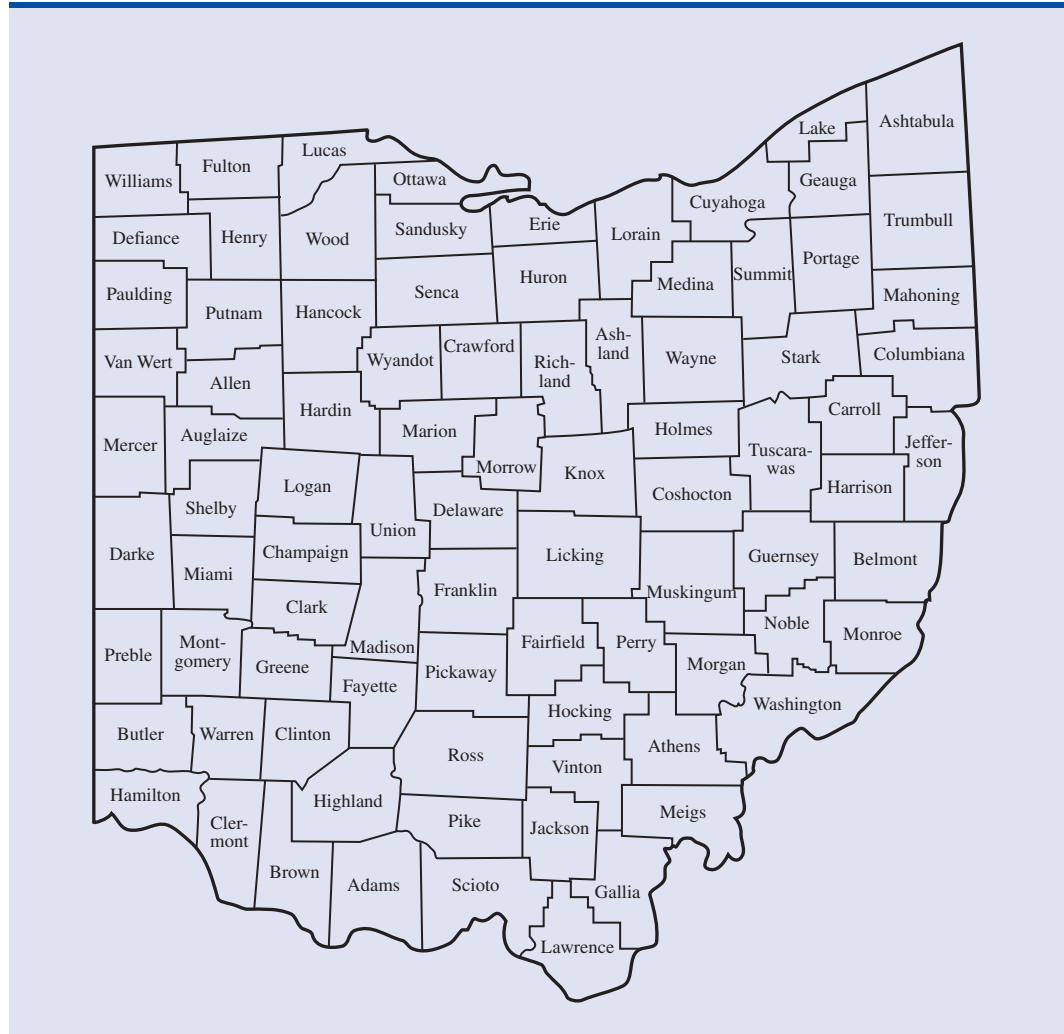 Ashtabula
Lake
Lucas
Fulton
Geauga
Williams
Ottawa
Cuyahoga
Trumbull
Erie
Sandusky
Lorain
Defiance
Henry
Wood
Portage
Summit
Huron
Medina
Senca
Paulding
Mahoning
Putnam
Hancock
Ash-
land
Crawford
Wyandot
Rich-
land
Wayne
Stark
Columbiana
Van Wert
Allen
Hardin
Carroll
Marion
Holmes
Auglaize
Mercer
Jeffer-
son
Tuscara-
was
Morrow
Knox
Logan
Harrison
Coshocton
Shelby
Delaware
Union
Darke
Champaign
Licking
Guernsey
Belmont
Miami
Franklin
Muskingum
Clark
Noble
Monroe
Fairfield
Perry
Madison
Preble
Mont-
gomery
Greene
Morgan
Pickaway
Fayette
Washington
Hocking
Butler
Warren
Clinton
Athens
Ross
Vinton
Hamilton
Highland
Meigs
Pike
Jackson
Cler-
mont
Brown
Adams
Scioto
Gallia
Lawrence